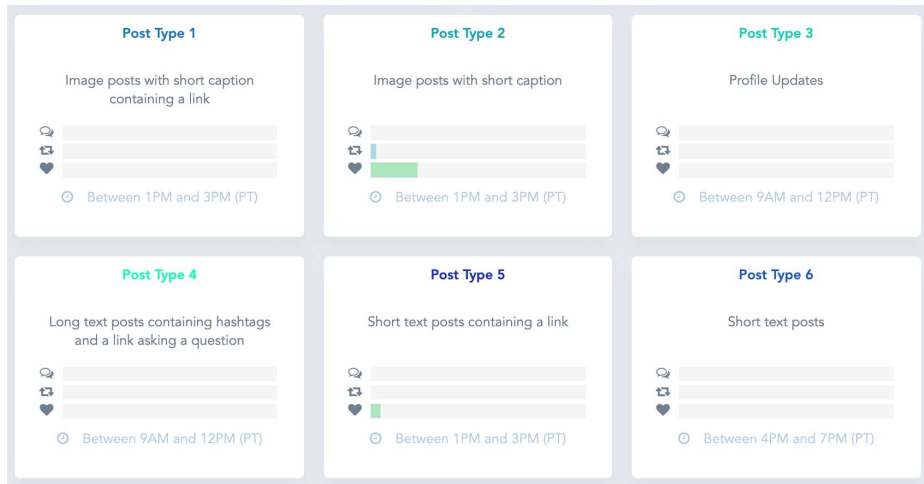 Post Type 1
Image posts with short caption
containing a link
Between 1PM and 3PM (PT)
Post Type 2
Image posts with short caption
Between 1PM and 3PM (PT)
Post Type 3
Profile Updates
Between 9AM and 12PM (PT)
Post Type 4
Long text posts containing hashtags
and a link asking a question
Between 9AM and 12PM (PT)
Post Type 5
Short text posts containing a link
Between 1PM and 3PM (PT)
Post Type 6
Short text posts
Between 4PM and 7PM (PT)